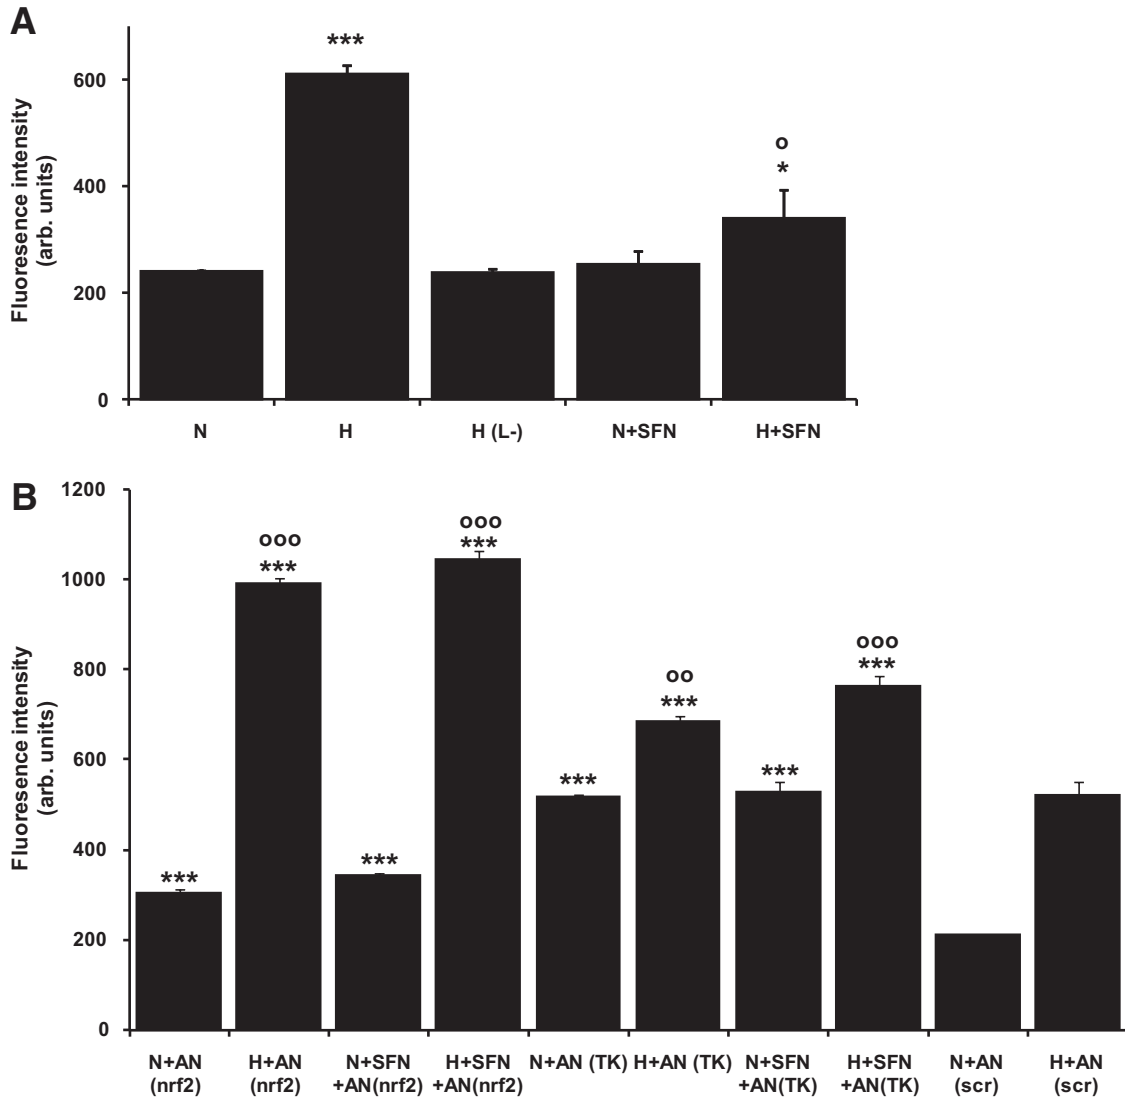 A
Fluoresence intensity
(arb. units)
600
400
200
0
***
o
*
N
H
H (L-)
N+SFN
H+SFN
B
Fluoresence intensity
(arb. units)
1200
1000
800
600
400
200
0
***
ooo
***
***
ooo
***
***
oo
***
***
ooo
***
N+AN
(nrf2)
H+AN
(nrf2)
N+SFN
+AN(nrf2)
H+SFN
+AN(nrf2)
N+AN (TK)
H+AN (TK)
N+SFN
+AN(TK)
H+SFN
+AN(TK)
N+AN
(scr)
H+AN
(scr)